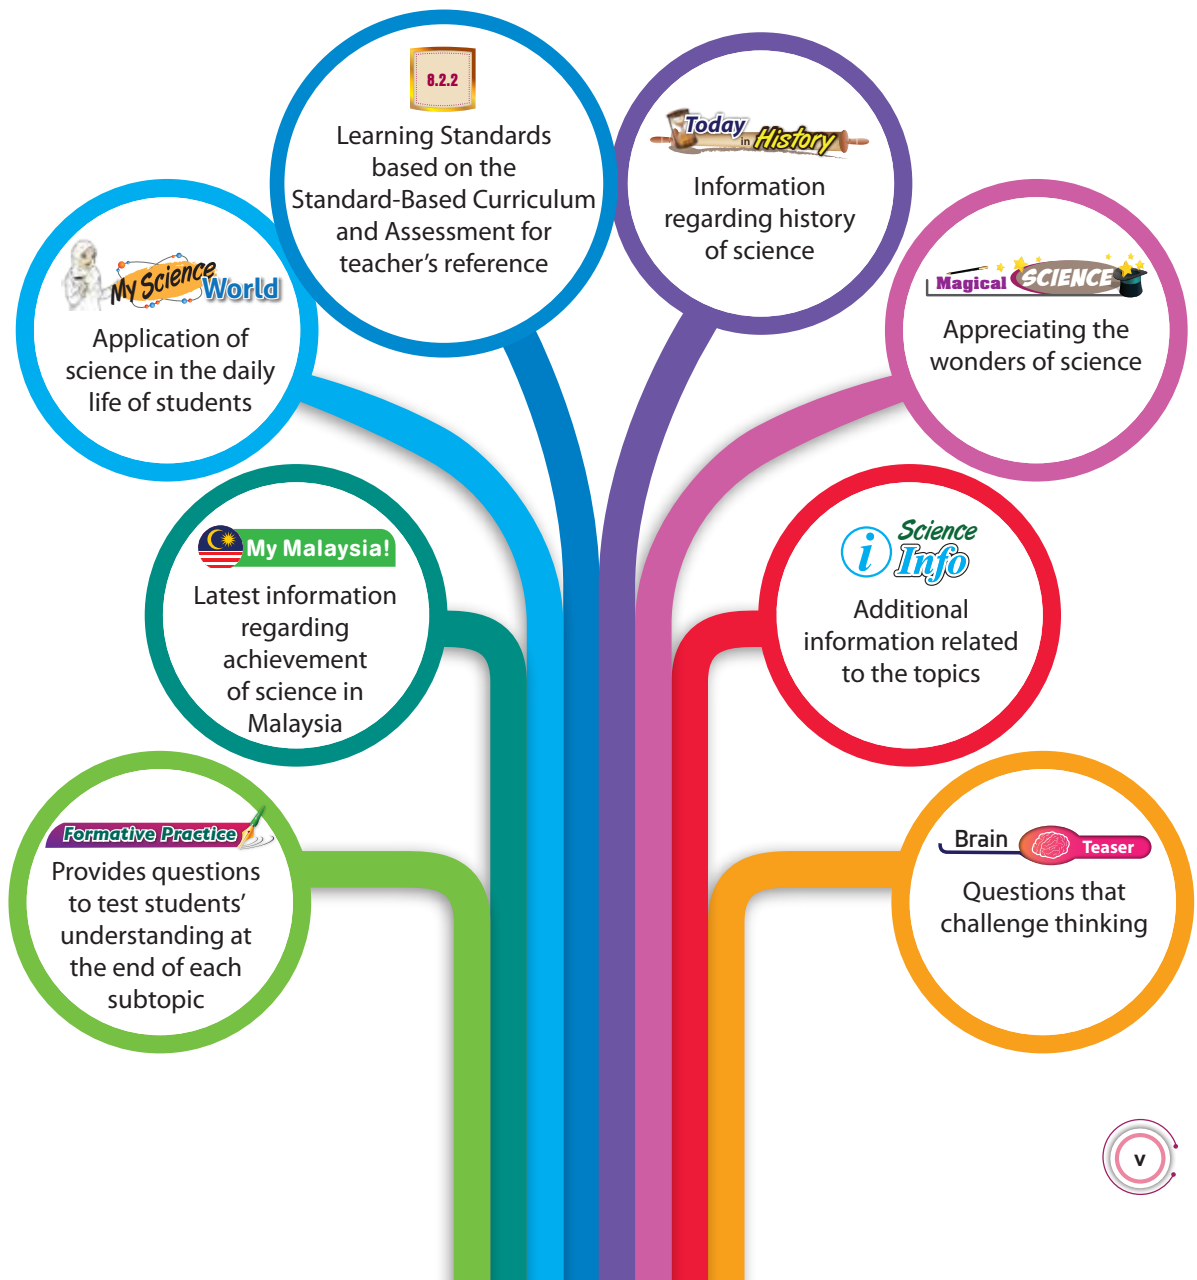 8.2.2
Learning Standards
based on the
Standard-Based Curriculum
and Assessment for
teacher’s reference
Today
in History
Information
regarding history
of science
My Science
World
Application of
science in the daily
life of students
Magical SCIENCE
Appreciating the
wonders of science
My Malaysia!
Latest information
regarding
achievement
of science in
Malaysia
i Science
Info
Additional
information related
to the topics
Formative Practice
Provides questions
to test students’
understanding at
the end of each
subtopic
Brain Teaser
Questions that
challenge thinking
v